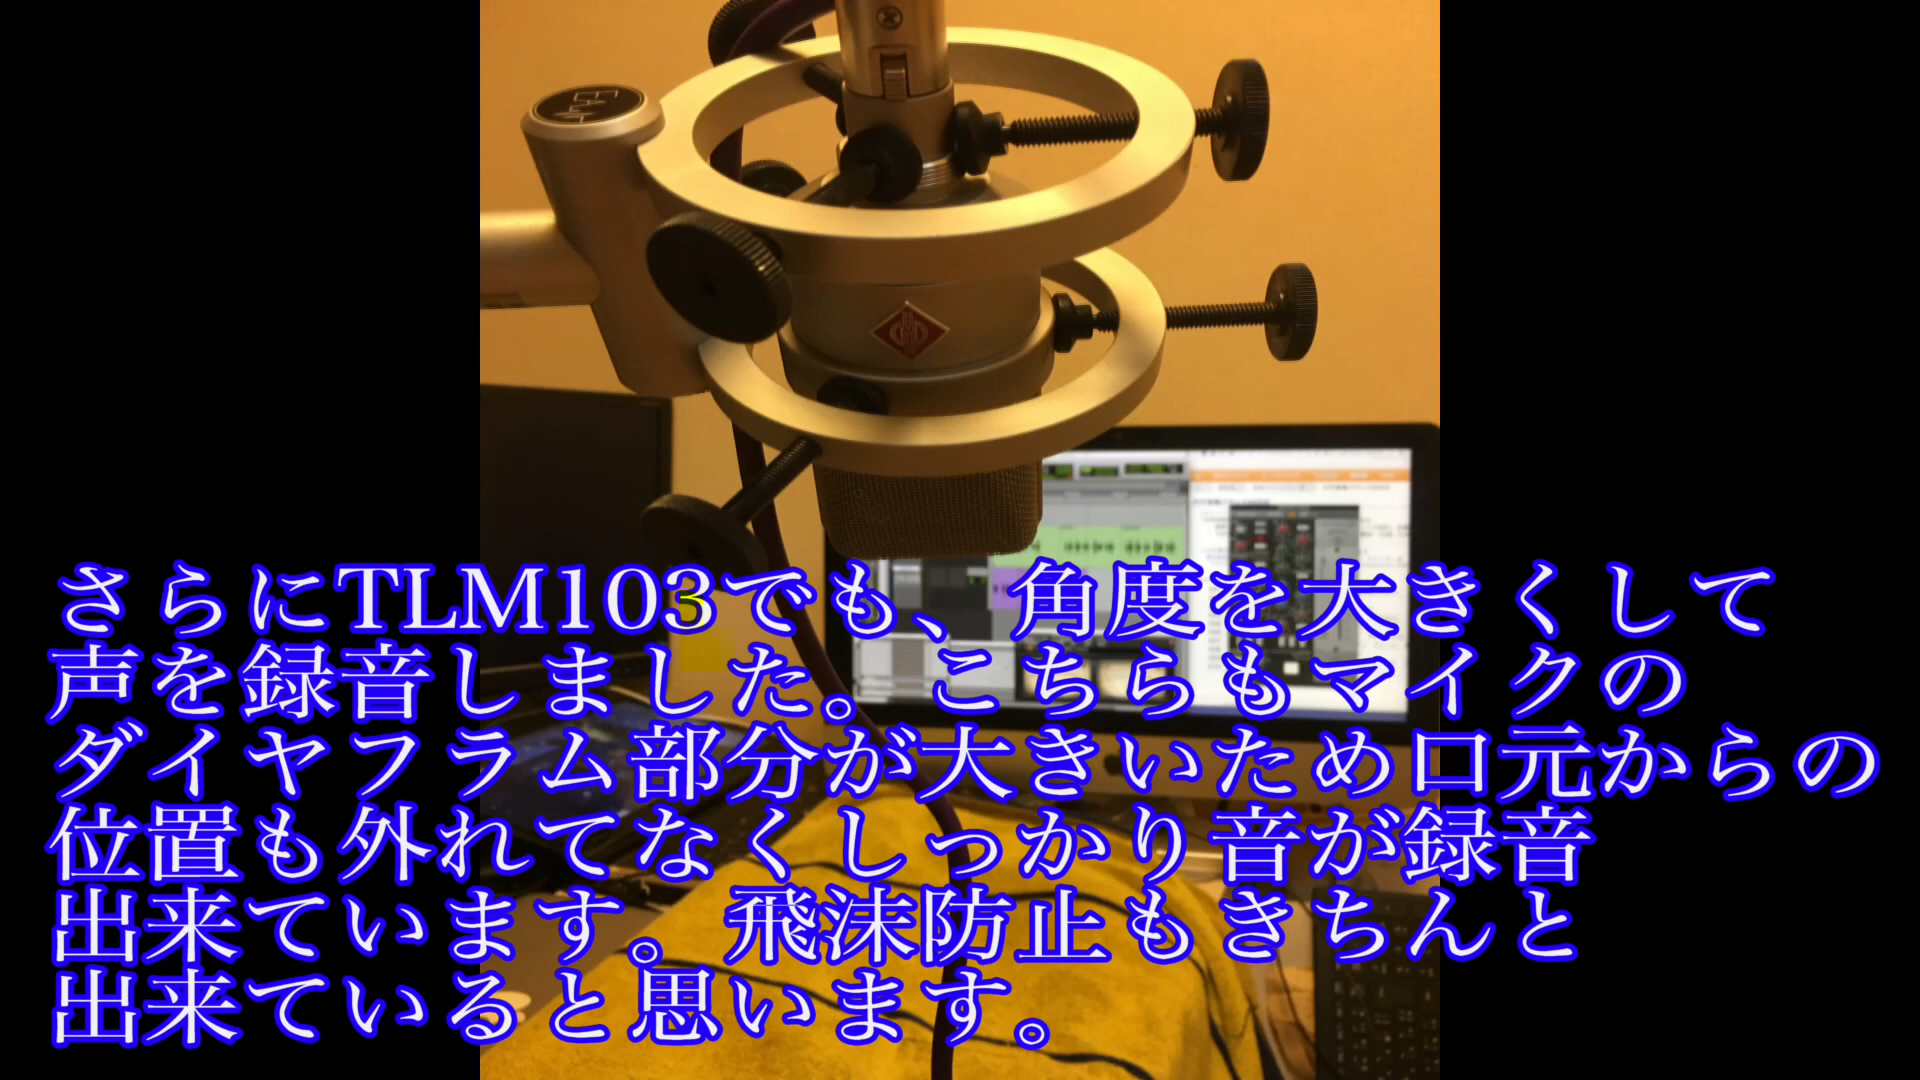 さらにTLM103でも、角度を大きくして
声を録音しました。こちらもマイクの
ダイヤフラム部分が大きいため口元からの
位置も外れてなくしっかり音が録音
出来ています。飛沫防止もきちんと
出来ていると思います。